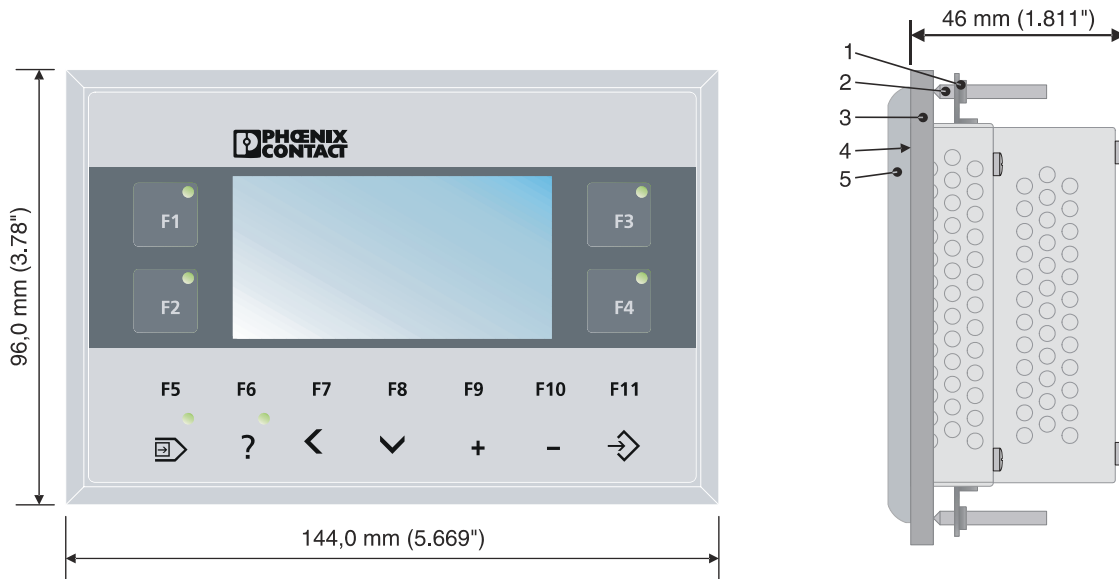 46 mm (1.811")
1
2
3
4
5
PHŒNIX
CONTACT
F1
F3
F2
F4
96,0 mm (3.78")
F5 F6 F7 F8 F9 F10 F11
? + –
144,0 mm (5.669")